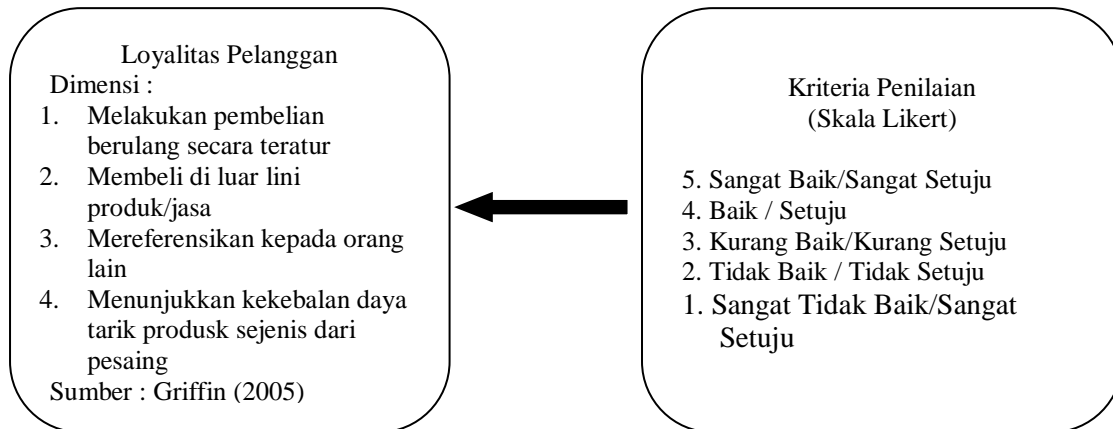 Loyalitas Pelanggan
Dimensi :
1. Melakukan pembelian
berulang secara teratur
2. Membeli di luar lini
produk/jasa
3. Mereferensikan kepada orang
lain
4. Menunjukkan kekebalan daya
tarik produsk sejenis dari
pesaing
Sumber : Griffin (2005)
Kriteria Penilaian
(Skala Likert)
5. Sangat Baik/Sangat Setuju
4. Baik / Setuju
3. Kurang Baik/Kurang Setuju
2. Tidak Baik / Tidak Setuju
1. Sangat Tidak Baik/Sangat
Setuju